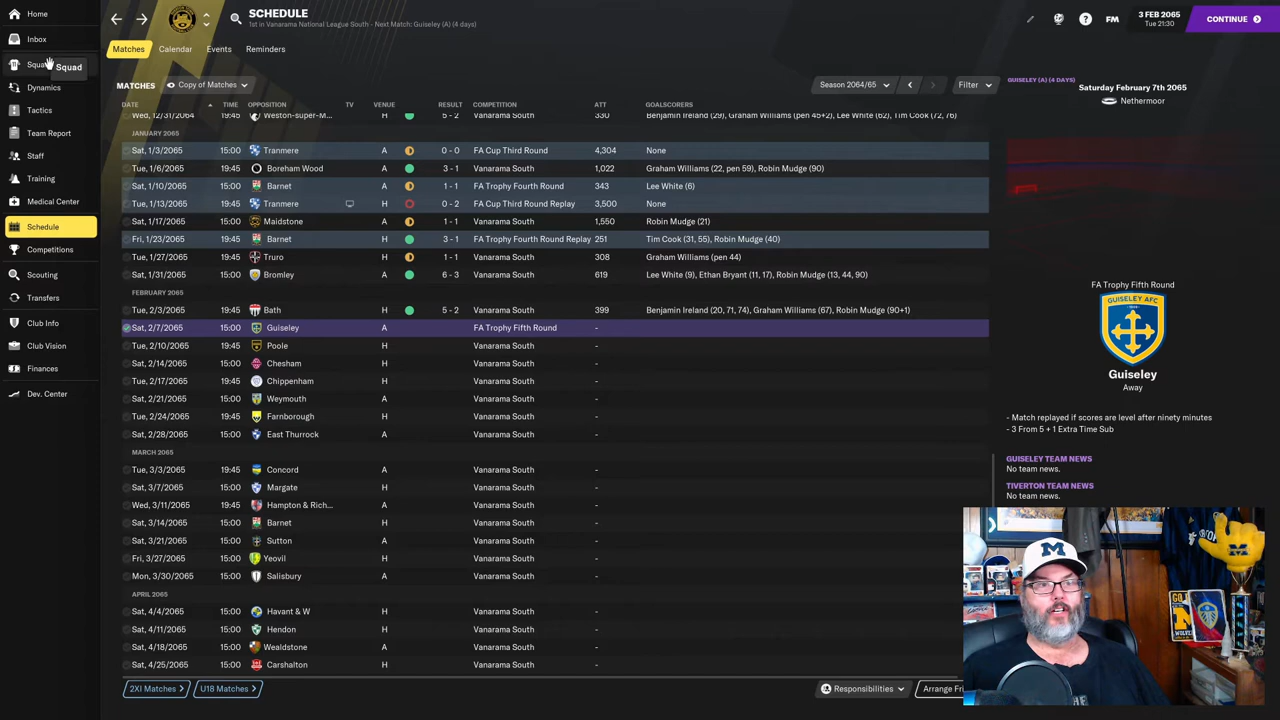 Home
Inbox
Squad
Squad
Dynamics
Tactics
Team Report
Staff
Training
Medical Center
Schedule
Competitions
Scouting
Transfers
Club Info
Club Vision
Finances
Dev. Center
SCHEDULE
1st in Vanarama National League South - Next Match: Guiseley (A) (4 days)
FM
3 FEB 2065
Tue 21:30
CONTINUE
Matches Calendar Events Reminders
MATCHES Copy of Matches Season 2064/65 Filter
DATE TIME OPPOSITION TV VENUE RESULT COMPETITION ATT GOALSCORERS
Wed, 12/31/2064 19:45 Weston-super-M... H 5 - 2 Vanarama South 330 Benjamin Ireland (29), Graham Williams (pen 45+2), Lee White (62), Tim Cook (72, 76)
JANUARY 2065
Sat, 1/3/2065 15:00 Tranmere A 0 - 0 FA Cup Third Round 4,304 None
Tue, 1/6/2065 19:45 Boreham Wood A 3 - 1 Vanarama South 1,022 Graham Williams (22, pen 59), Robin Mudge (90)
Sat, 1/10/2065 15:00 Barnet A 1 - 1 FA Trophy Fourth Round 343 Lee White (6)
Tue, 1/13/2065 19:45 Tranmere H 0 - 2 FA Cup Third Round Replay 3,500 None
Sat, 1/17/2065 15:00 Maidstone A 1 - 1 Vanarama South 1,550 Robin Mudge (21)
Fri, 1/23/2065 19:45 Barnet H 3 - 1 FA Trophy Fourth Round Replay 251 Tim Cook (31, 55), Robin Mudge (40)
Tue, 1/27/2065 19:45 Truro H 1 - 1 Vanarama South 308 Graham Williams (pen 44)
Sat, 1/31/2065 15:00 Bromley A 6 - 3 Vanarama South 619 Lee White (9), Ethan Bryant (11, 17), Robin Mudge (13, 44, 90)
FEBRUARY 2065
Tue, 2/3/2065 19:45 Bath H 5 - 2 Vanarama South 399 Benjamin Ireland (20, 71, 74), Graham Williams (67), Robin Mudge (90+1)
Sat, 2/7/2065 15:00 Guiseley A FA Trophy Fifth Round -
Tue, 2/10/2065 19:45 Poole H Vanarama South -
Sat, 2/14/2065 15:00 Chesham H Vanarama South -
Tue, 2/17/2065 19:45 Chippenham H Vanarama South -
Sat, 2/21/2065 15:00 Weymouth A Vanarama South -
Tue, 2/24/2065 19:45 Farnborough H Vanarama South -
Sat, 2/28/2065 15:00 East Thurrock A Vanarama South -
MARCH 2065
Tue, 3/3/2065 19:45 Concord A Vanarama South -
Sat, 3/7/2065 15:00 Margate H Vanarama South -
Wed, 3/11/2065 19:45 Hampton & Rich... A Vanarama South -
Sat, 3/14/2065 15:00 Barnet H Vanarama South -
Sat, 3/21/2065 15:00 Sutton A Vanarama South -
Fri, 3/27/2065 15:00 Yeovil H Vanarama South -
Mon, 3/30/2065 15:00 Salisbury A Vanarama South -
APRIL 2065
Sat, 4/4/2065 15:00 Havant & W H Vanarama South -
Sat, 4/11/2065 15:00 Hendon H Vanarama South -
Sat, 4/18/2065 15:00 Wealdstone A Vanarama South -
Sat, 4/25/2065 15:00 Carshalton H Vanarama South -
2XI Matches U18 Matches Responsibilities Arrange Fri
GUISELEY (A) (4 DAYS)
Saturday February 7th 2065
Nethermoor
FA Trophy Fifth Round
GUISELEY AFC
Guiseley
Away
- Match replayed if scores are level after ninety minutes
- 3 From 5 + 1 Extra Time Sub
GUISELEY TEAM NEWS
No team news.
TIVERTON TEAM NEWS
No team news.
M